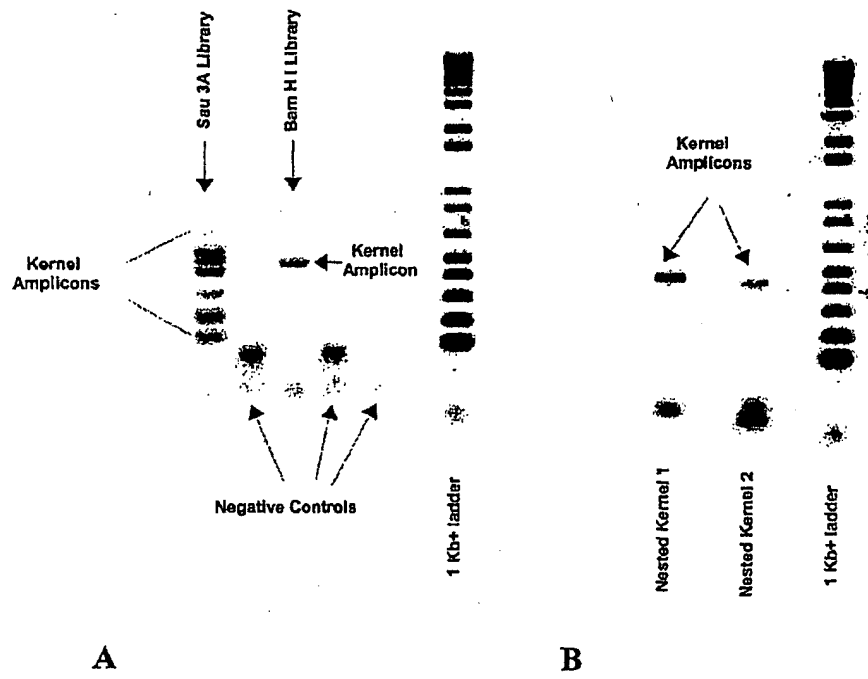 Sau 3A Library
Bam H I Library
Kernel
Amplicons
Kernel
Amplicon
Negative Controls
1 Kb+ ladder
A
Kernel
Amplicons
Nested Kernel 1
Nested Kernel 2
1 Kb+ ladder
B